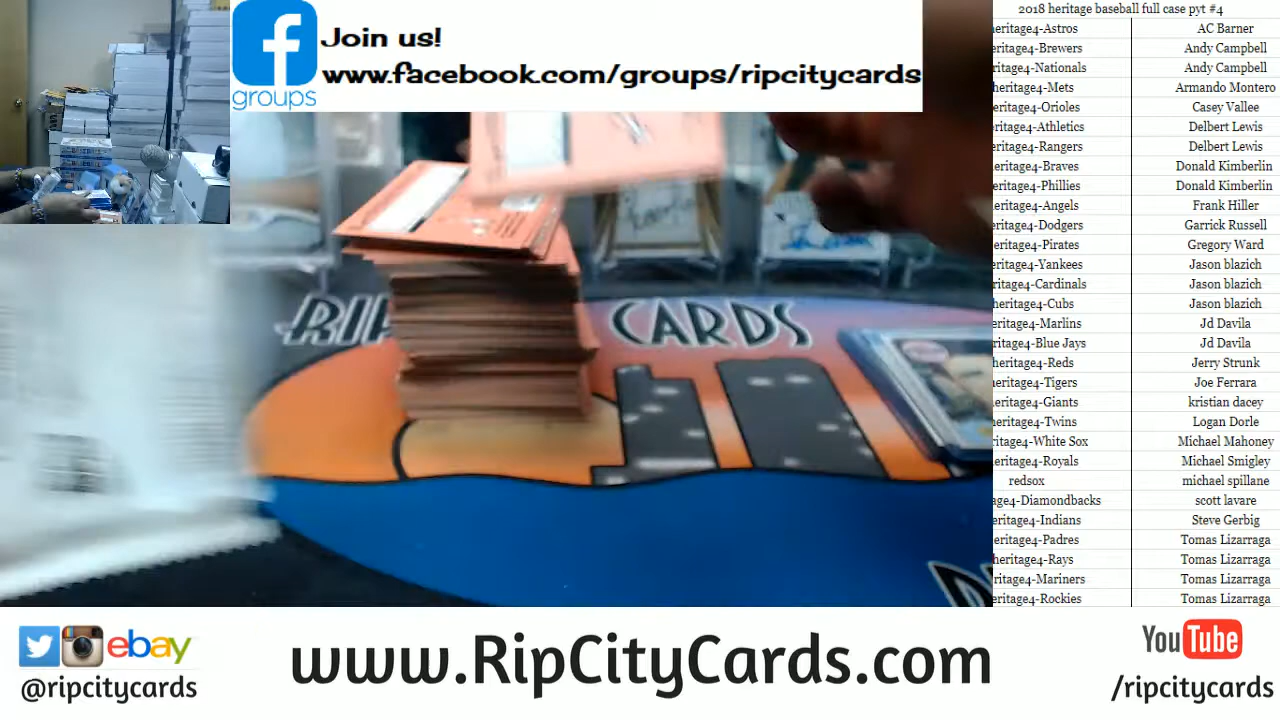 Join us!
www.facebook.com/groups/ripcitycards
groups
CARDS
2018 heritage baseball full case pyt #4
heritage4-Astros AC Barner
eritage4-Brewers Andy Campbell
ritage4-Nationals Andy Campbell
heritage4-Mets Armando Montero
eritage4-Orioles Casey Vallee
ritage4-Athletics Delbert Lewis
eritage4-Rangers Delbert Lewis
eritage4-Braves Donald Kimberlin
eritage4-Phillies Donald Kimberlin
eritage4-Angels Frank Hiller
eritage4-Dodgers Garrick Russell
eritage4-Pirates Gregory Ward
eritage4-Yankees Jason blazich
ritage4-Cardinals Jason blazich
heritage4-Cubs Jason blazich
eritage4-Marlins Jd Davila
ritage4-Blue Jays Jd Davila
heritage4-Reds Jerry Strunk
eritage4-Tigers Joe Ferrara
eritage4-Giants kristian dacey
eritage4-Twins Logan Dorle
itage4-White Sox Michael Mahoney
eritage4-Royals Michael Smigley
redsox michael spillane
age4-Diamondbacks scott lavare
eritage4-Indians Steve Gerbig
eritage4-Padres Tomas Lizarraga
heritage4-Rays Tomas Lizarraga
ritage4-Mariners Tomas Lizarraga
eritage4-Rockies Tomas Lizarraga
ebay
@ripcitycards
www.RipCityCards.com
YouTube
/ripcitycards